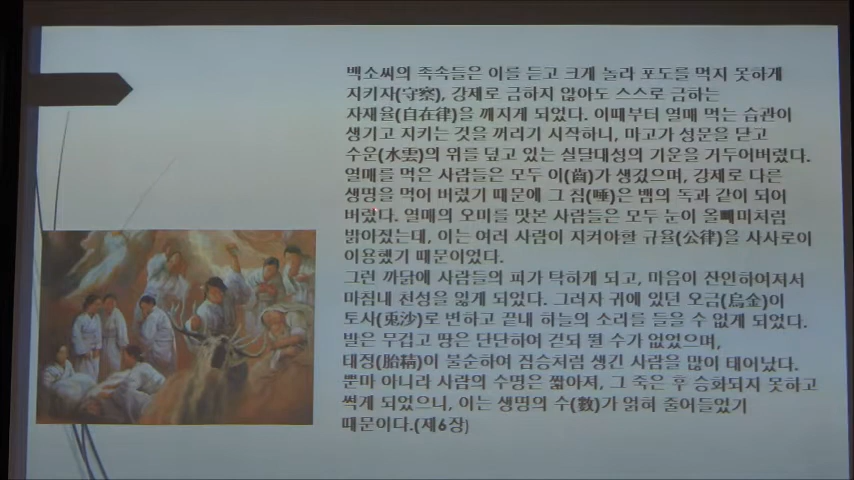 백소씨의 족속들은 이를 듣고 크게 놀라 포도를 먹지 못하게
지키자(守察), 강제로 금하지 않아도 스스로 금하는
자재율(自在律)을 깨지게 되었다. 이때부터 열매 먹는 습관이
생기고 지키는 것을 꺼리기 시작하니, 마고가 성문을 닫고
수운(水雲)의 위를 덮고 있는 실달대성의 기운을 거두어버렸다.
열매를 먹은 사람들은 모두 이(齒)가 생겼으며, 강제로 다른
생명을 먹어 버렸기 때문에 그 침(唾)은 뱀의 독과 같이 되어
버렸다. 열매의 오미를 맛본 사람들은 모두 눈이 올빼미처럼
밝아졌는데, 이는 여러 사람이 지켜야할 규율(公律)을 사사로이
이용했기 때문이었다.
그런 까닭에 사람들의 피가 탁하게 되고, 마음이 잔인하여져서
마침내 천성을 잃게 되었다. 그러자 귀에 있던 오금(烏金)이
토사(兎沙)로 변하고 끝내 하늘의 소리를 들을 수 없게 되었다.
발은 무겁고 땅은 단단하여 걷되 뛸 수가 없었으며,
태정(胎精)이 불순하여 짐승처럼 생긴 사람을 많이 태어났다.
뿐마 아니라 사람의 수명은 짧아져, 그 죽은 후 승화되지 못하고
썩게 되었으니, 이는 생명의 수(數)가 얽혀 줄어들었기
때문이다.(제6장)